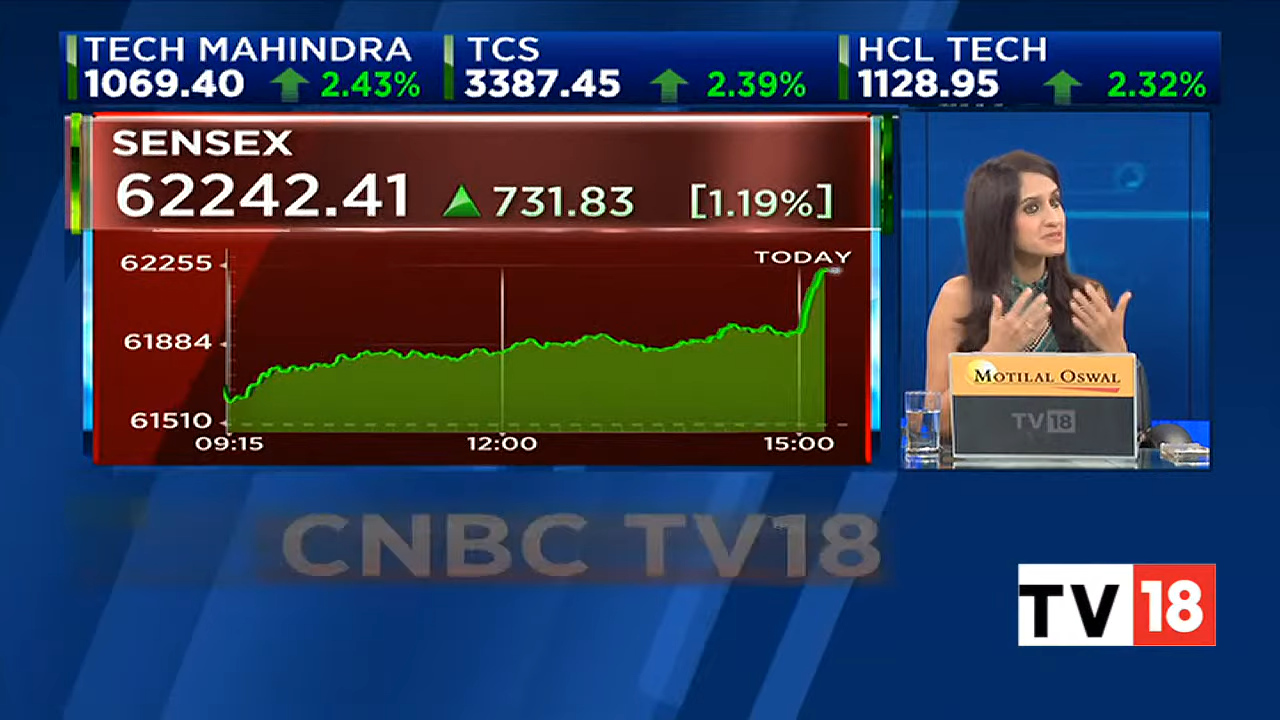 TECH MAHINDRA
1069.40 2.43%
TCS
3387.45 2.39%
HCL TECH
1128.95 2.32%
SENSEX
62242.41 731.83 [1.19%]
TODAY
62255
61884
61510
09:15 12:00 15:00
MOTILAL OSWAL
TV18
CNBC TV18
TV18